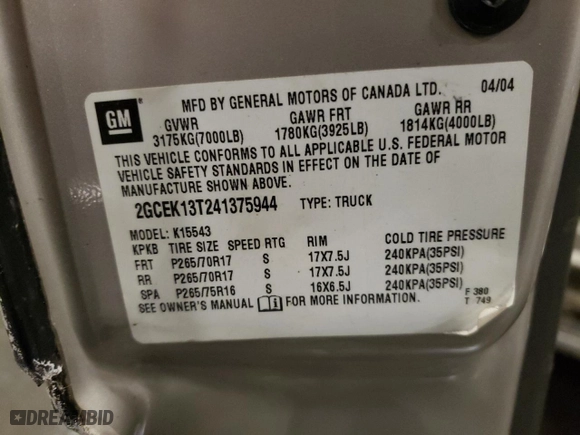 MFD BY GENERAL MOTORS OF CANADA LTD. 04/04
GM
GVWR GAWR FRT GAWR RR
3175KG(7000LB) 1780KG(3925LB) 1814KG(4000LB)
THIS VEHICLE CONFORMS TO ALL APPLICABLE U.S. FEDERAL MOTOR
VEHICLE SAFETY STANDARDS IN EFFECT ON THE DATE OF
MANUFACTURE SHOWN ABOVE.
2GCEK13T241375944 TYPE: TRUCK
MODEL: K15543
KPKB TIRE SIZE SPEED RTG RIM COLD TIRE PRESSURE
FRT P265/70R17 S 17X7.5J 240KPA(35PSI)
RR P265/70R17 S 17X7.5J 240KPA(35PSI)
SPA P265/75R16 S 16X6.5J 240KPA(35PSI)
SEE OWNER'S MANUAL FOR MORE INFORMATION.
F 380
T 749
DREAMBID